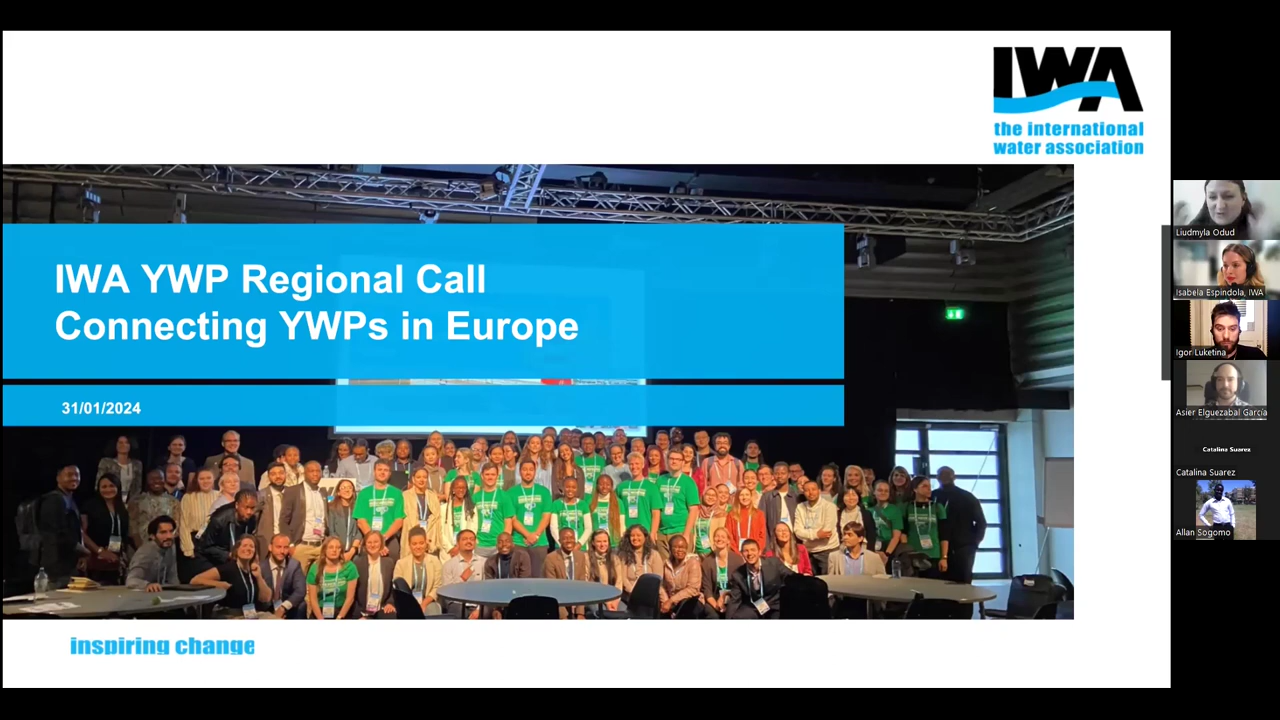 IWA
the international
water association
IWA YWP Regional Call
Connecting YWPs in Europe
31/01/2024
inspiring change
Liudmyla Odud
Isabela Espindola, IWA
Igor Luketina
Asier Elguezabal Garcia
Catalina Suarez
Catalina Suarez
Allan Sogomo